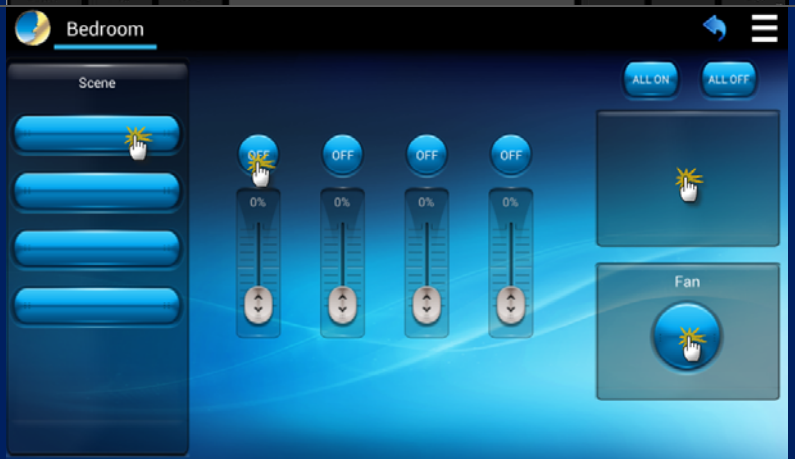 Bedroom
Scene
ALL ON
ALL OFF
OFF
OFF
OFF
OFF
0%
0%
0%
0%
Fan